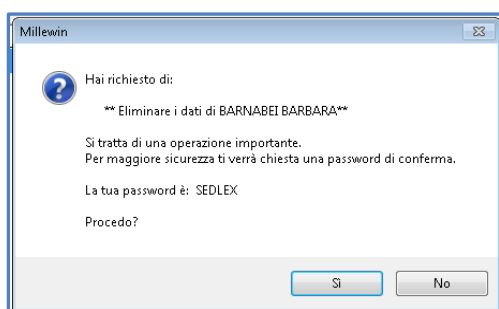 Millewin
Hai richiesto di:
** Eliminare i dati di BARNABEI BARBARA**
Si tratta di una operazione importante.
Per maggiore sicurezza ti verrà chiesta una password di conferma.
La tua password è: SEDLEX
Procedo?
Sì
No